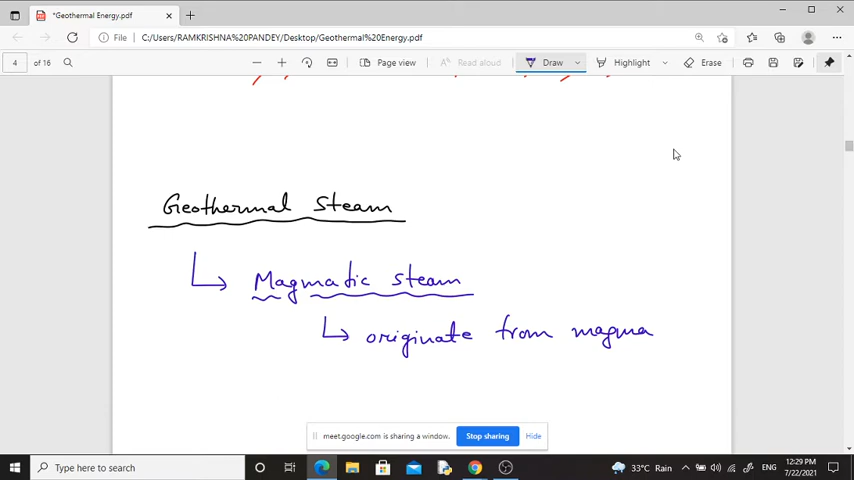 *Geothermal Energy.pdf
File C:/Users/RAMKRISHNA%20PANDEY/Desktop/Geothermal%20Energy.pdf
4 of 16 Page view Read aloud Draw Highlight Erase
Geothermal Steam
Magmatic steam
originate from magma
meet.google.com is sharing a window. Stop sharing Hide
Type here to search 33°C Rain ENG 12:29 PM
7/22/2021